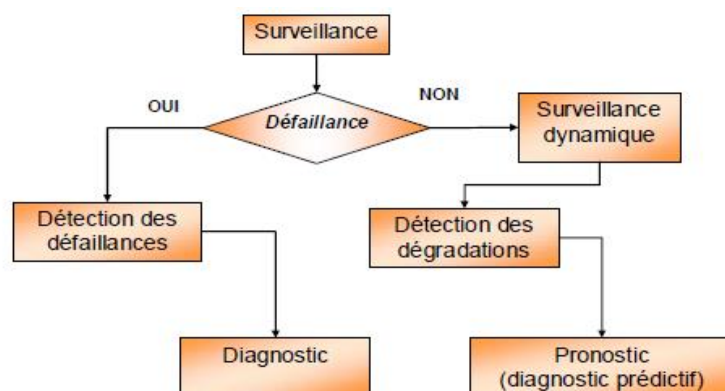 Surveillance
OUI
Défaillance
NON
Surveillance
dynamique
Détection des
défaillances
Détection des
dégradations
Diagnostic
Pronostic
(diagnostic prédictif)